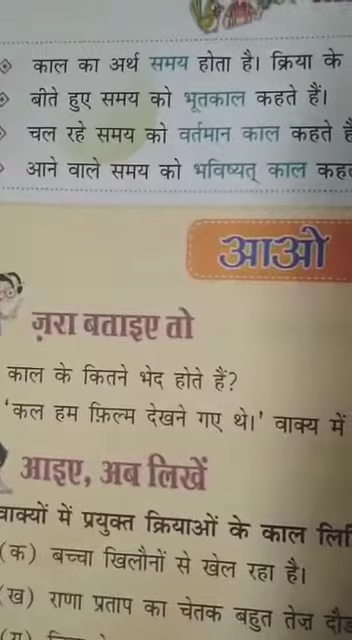 काल का अर्थ समय होता है। क्रिया के
बीते हुए समय को भूतकाल कहते हैं।
चल रहे समय को वर्तमान काल कहते
आने वाले समय को भविष्यत् काल
आओ
ज़रा बताइए तो
काल के कितने भेद होते हैं?
‘कल हम फ़िल्म देखने गए थे।’ वाक्य में
आइए, अब लिखें
वाक्यों में प्रयुक्त क्रियाओं के काल
(क) बच्चा खिलौनों से खेल रहा है।
(ख) राणा प्रताप का चेतक बहुत तेज़